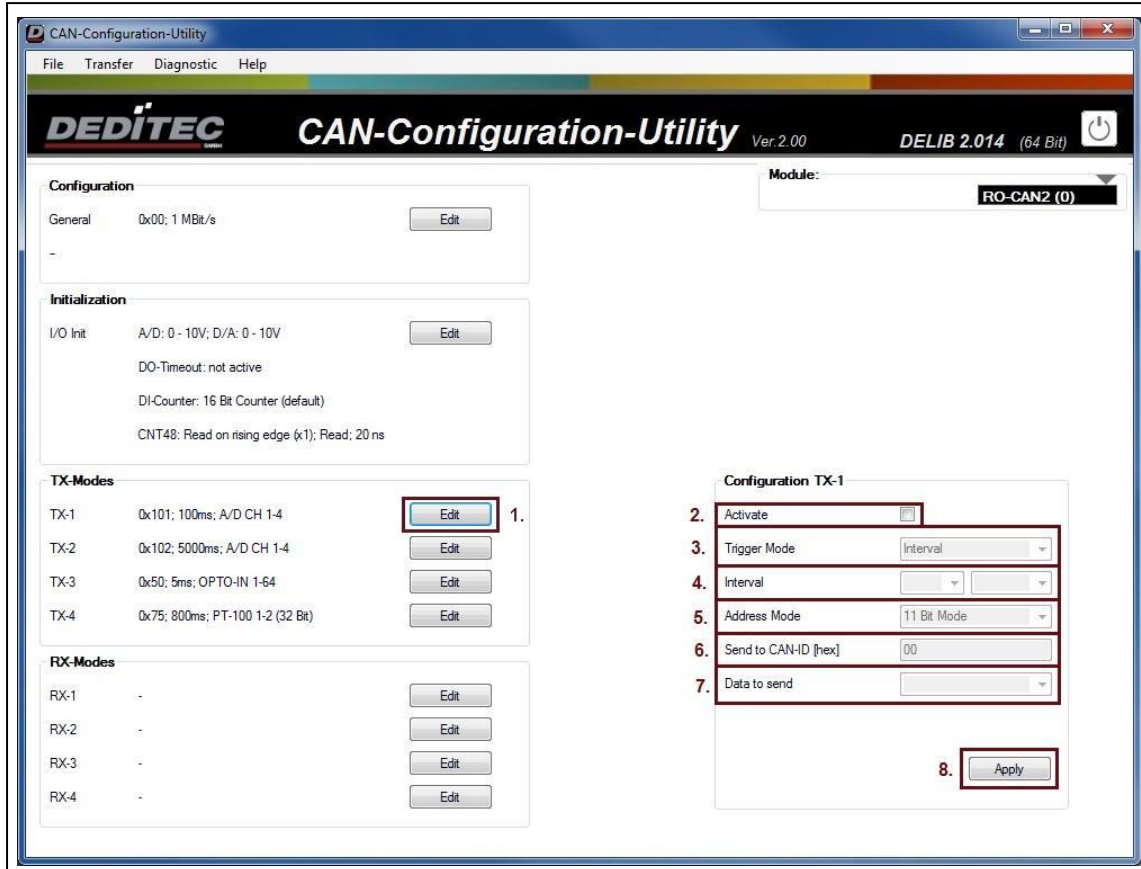 CAN-Configuration-Utility
File Transfer Diagnostic Help
DEDITEC GMBH CAN-Configuration-Utility Ver.2.00 DELIB 2.014 (64 Bit)
Module:
RO-CAN2 (0)
Configuration
General 0x00; 1 MBit/s Edit
-
Initialization
I/O Init A/D: 0 - 10V; D/A: 0 - 10V Edit
DO-Timeout: not active
DI-Counter: 16 Bit Counter (default)
CNT48: Read on rising edge (x1); Read; 20 ns
TX-Modes
TX-1 0x101; 100ms; A/D CH 1-4 Edit 1.
TX-2 0x102; 5000ms; A/D CH 1-4 Edit
TX-3 0x50; 5ms; OPTO-IN 1-64 Edit
TX-4 0x75; 800ms; PT-100 1-2 (32 Bit) Edit
RX-Modes
RX-1 - Edit
RX-2 - Edit
RX-3 - Edit
RX-4 - Edit
Configuration TX-1
2. Activate
3. Trigger Mode Interval
4. Interval
5. Address Mode 11 Bit Mode
6. Send to CAN-ID [hex] 00
7. Data to send
8. Apply